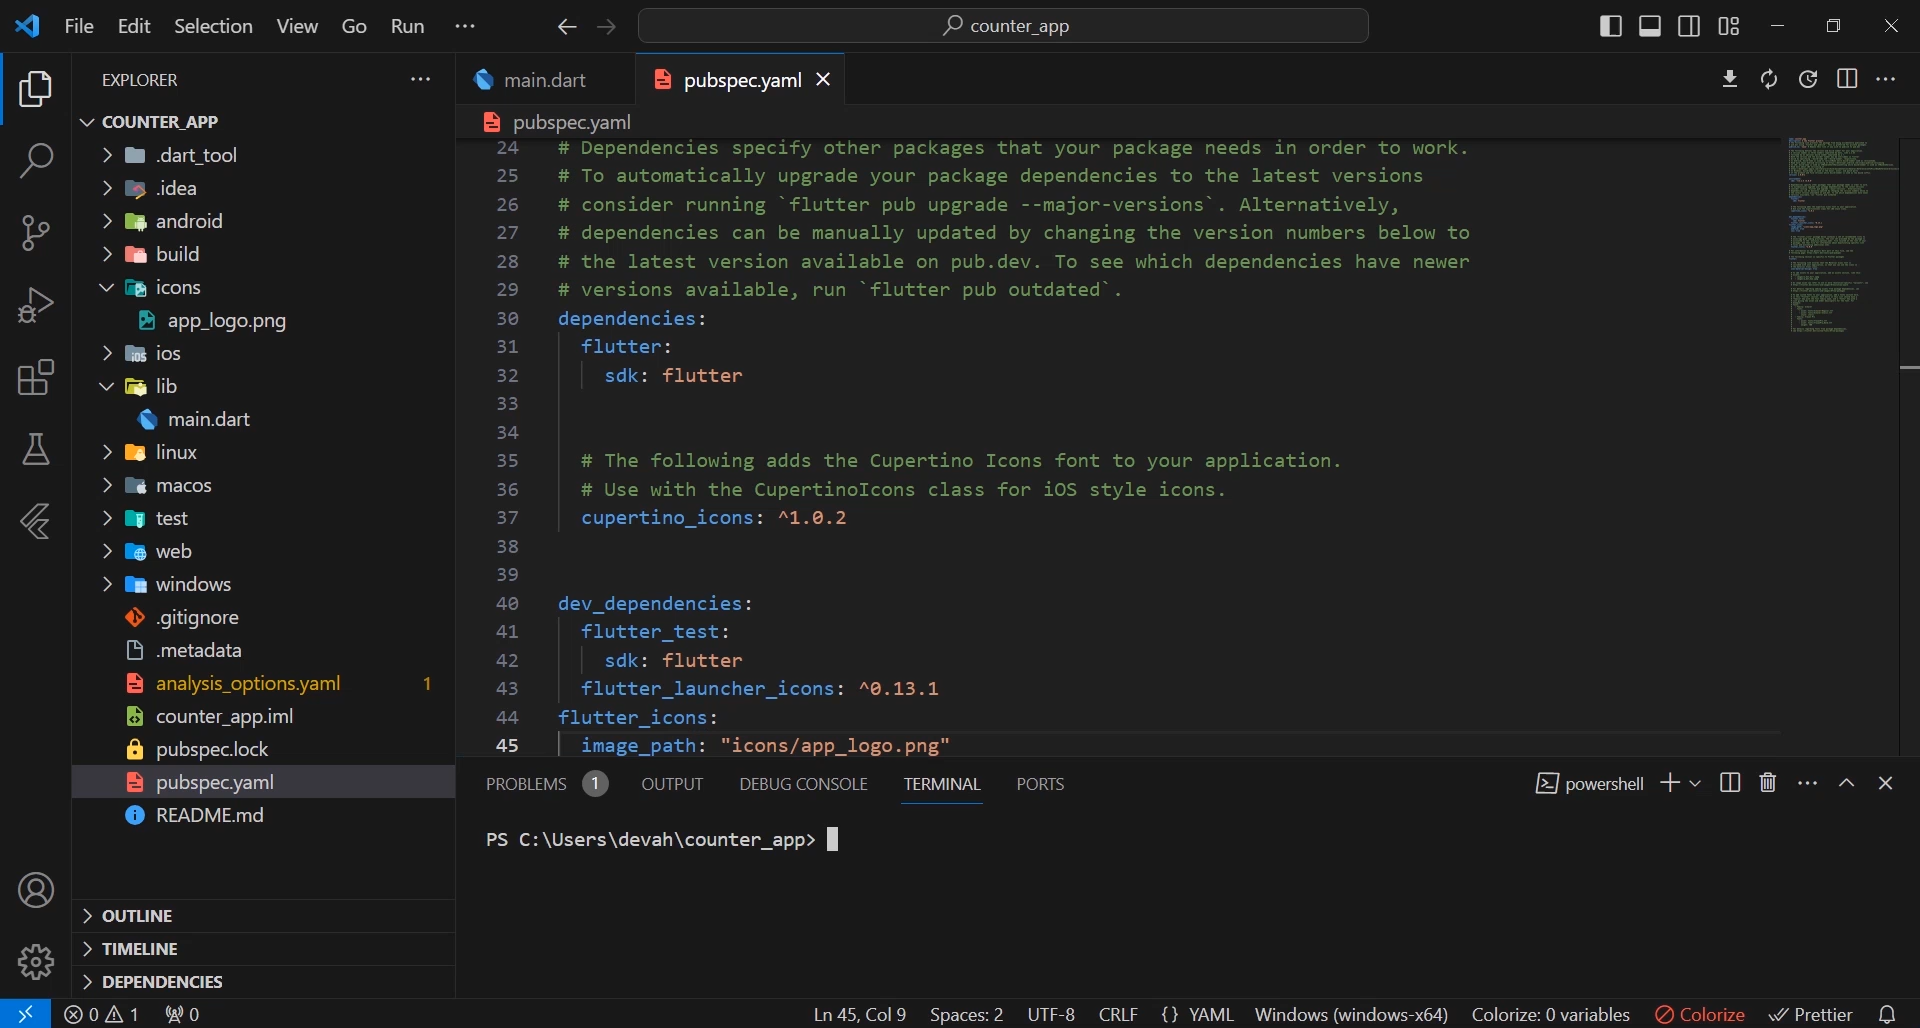 File Edit Selection View Go Run ···
counter_app
EXPLORER
COUNTER_APP
.dart_tool
.idea
android
build
icons
app_logo.png
ios
lib
main.dart
linux
macos
test
web
windows
.gitignore
.metadata
analysis_options.yaml 1
counter_app.iml
pubspec.lock
pubspec.yaml
README.md
OUTLINE
TIMELINE
DEPENDENCIES
main.dart
pubspec.yaml
pubspec.yaml
24 # Dependencies specify other packages that your package needs in order to work.
25 # To automatically upgrade your package dependencies to the latest versions
26 # consider running `flutter pub upgrade --major-versions`. Alternatively,
27 # dependencies can be manually updated by changing the version numbers below to
28 # the latest version available on pub.dev. To see which dependencies have newer
29 # versions available, run `flutter pub outdated`.
30 dependencies:
31 flutter:
32 sdk: flutter
33
34
35 # The following adds the Cupertino Icons font to your application.
36 # Use with the CupertinoIcons class for iOS style icons.
37 cupertino_icons: ^1.0.2
38
39
40 dev_dependencies:
41 flutter_test:
42 sdk: flutter
43 flutter_launcher_icons: ^0.13.1
44 flutter_icons:
45 image_path: "icons/app_logo.png"
PROBLEMS 1 OUTPUT DEBUG CONSOLE TERMINAL PORTS
powershell
PS C:\Users\devah\counter_app>
0 1 0
Ln 45, Col 9 Spaces: 2 UTF-8 CRLF {} YAML Windows (windows-x64) Colorize: 0 variables Colorize Prettier